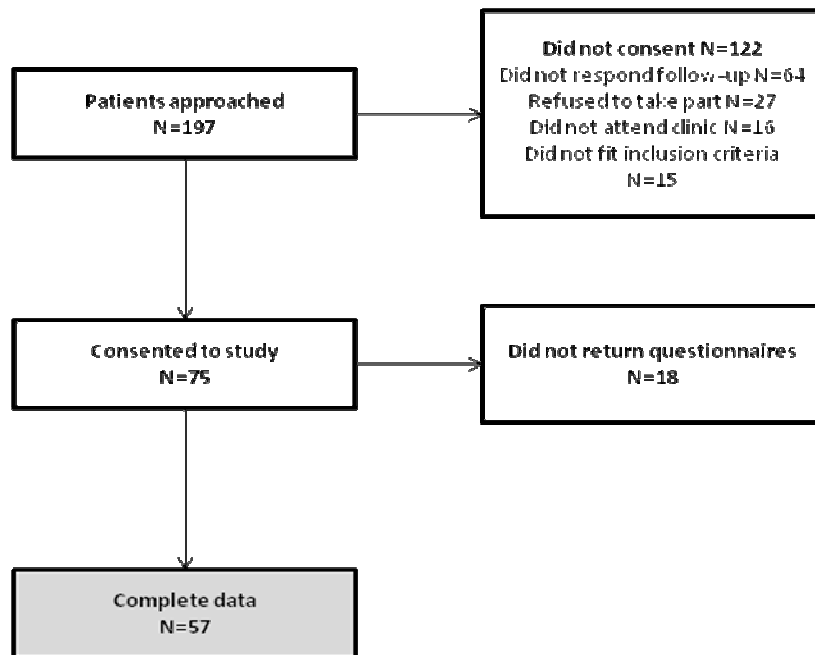 Patients approached
N=197
Did not consent N=122
Did not respond follow-up N=64
Refused to take part N=27
Did not attend clinic N=16
Did not fit inclusion criteria
N=15
Consented to study
N=75
Did not return questionnaires
N=18
Complete data
N=57